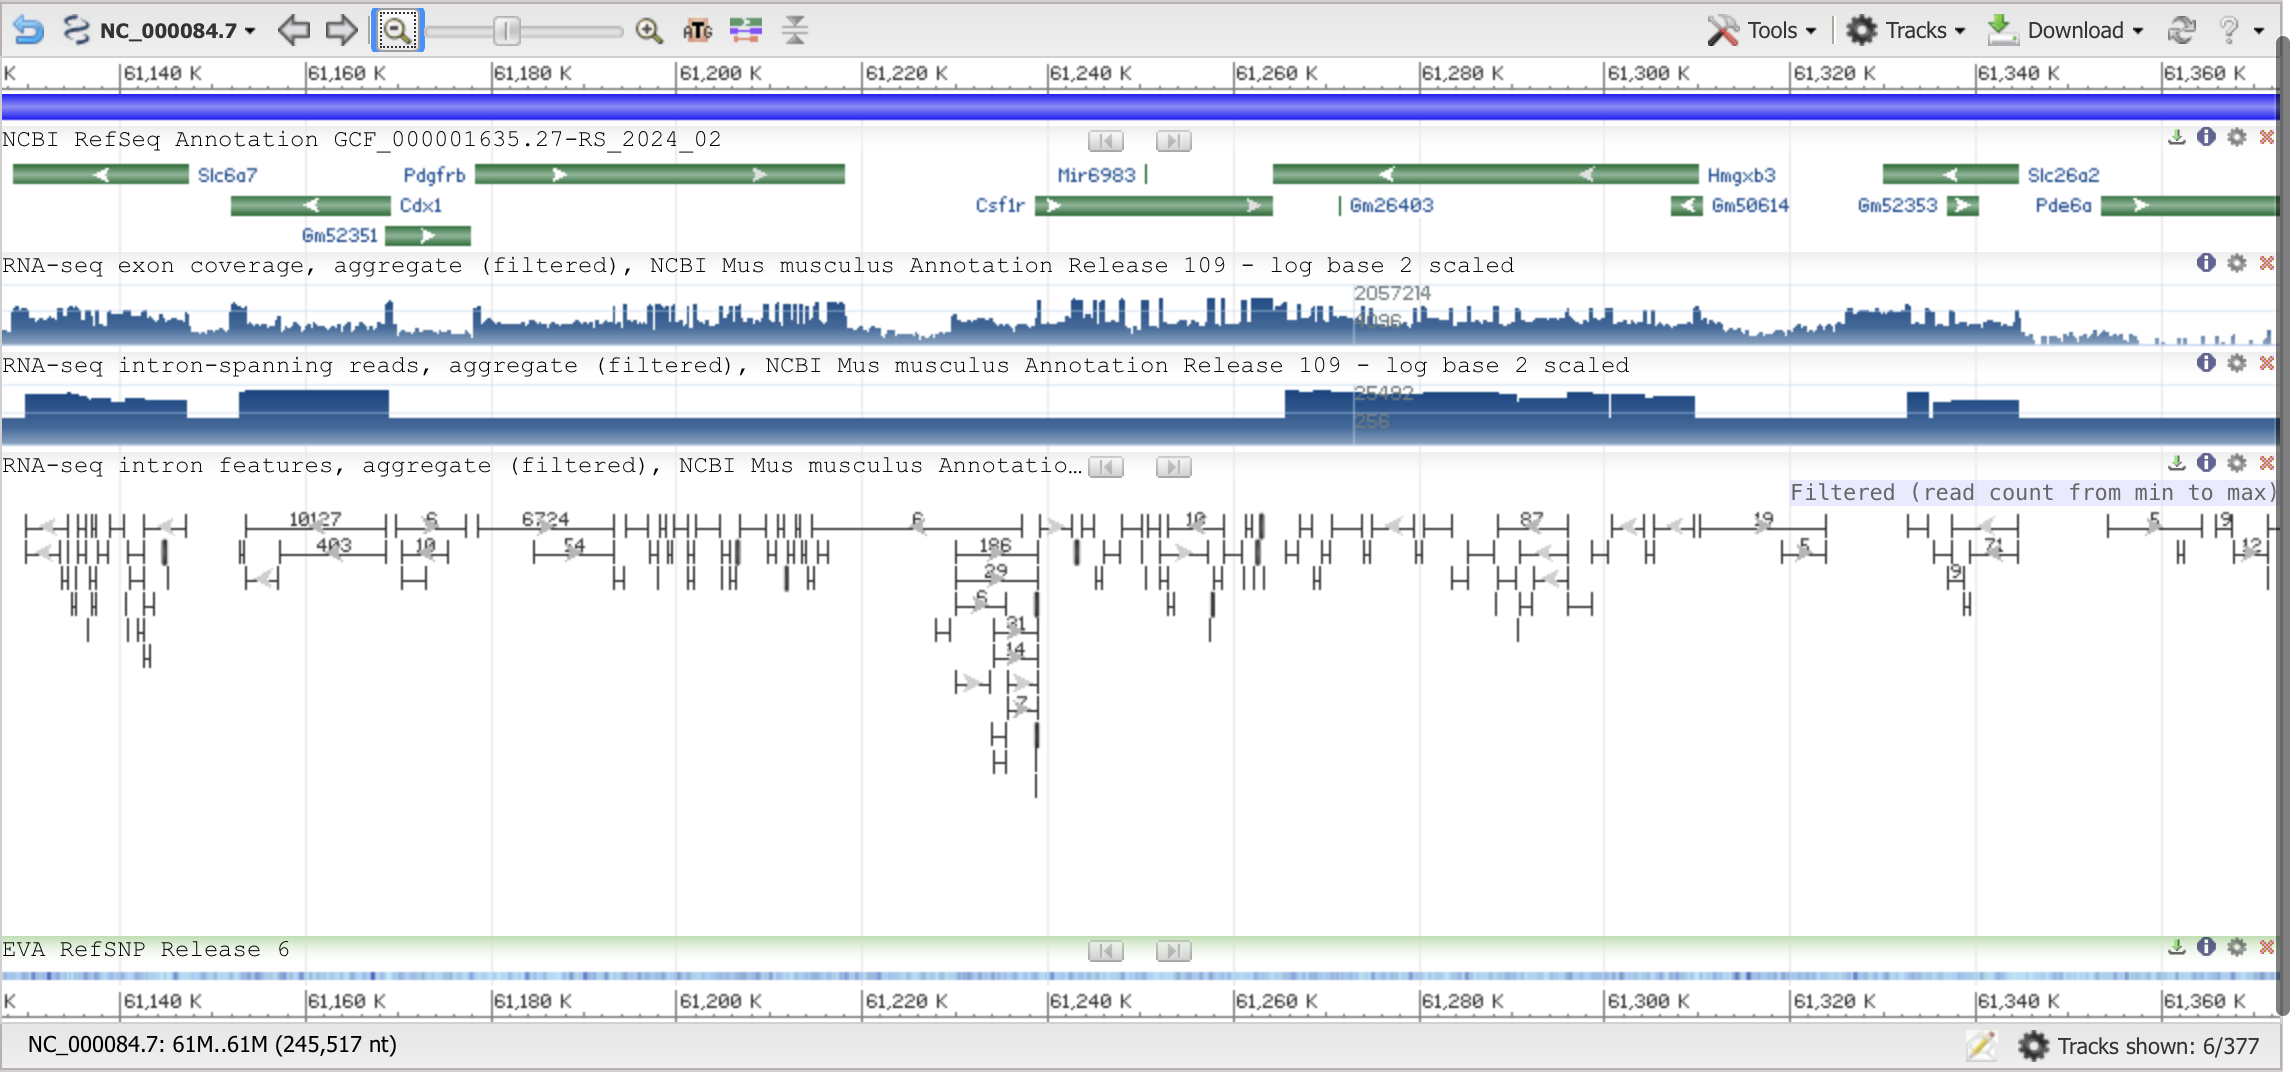 NC_000084.7 Tools Tracks Download ?
K 61,140 K 61,160 K 61,180 K 61,200 K 61,220 K 61,240 K 61,260 K 61,280 K 61,300 K 61,320 K 61,340 K 61,360 K
NCBI RefSeq Annotation GCF_000001635.27-RS_2024_02
Slc6a7 Pdgfrb Mir6983 Hmgxb3 Slc26a2
Cdx1 Csf1r Gm26403 Gm50614 Gm52353 Pde6a
Gm52351
RNA-seq exon coverage, aggregate (filtered), NCBI Mus musculus Annotation Release 109 - log base 2 scaled
2057214
4096
RNA-seq intron-spanning reads, aggregate (filtered), NCBI Mus musculus Annotation Release 109 - log base 2 scaled
25492
256
RNA-seq intron features, aggregate (filtered), NCBI Mus musculus Annotatio...
Filtered (read count from min to max)
10127 6 6724 6 10 87 19 5 9
403 10 54 186 5 71 12
29 9
6
31
14
7
EVA RefSNP Release 6
K 61,140 K 61,160 K 61,180 K 61,200 K 61,220 K 61,240 K 61,260 K 61,280 K 61,300 K 61,320 K 61,340 K 61,360 K
NC_000084.7: 61M..61M (245,517 nt) Tracks shown: 6/377